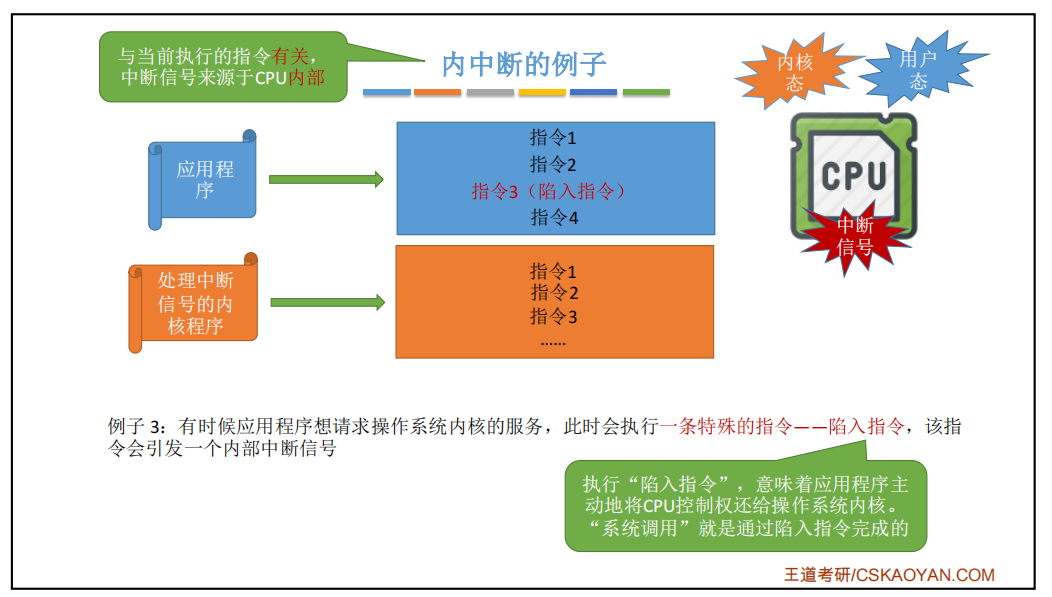 与当前执行的指令有关，
中断信号来源于CPU内部
内中断的例子
内核
态
用户
态
应用程
序
指令1
指令2
指令3（陷入指令）
指令4
CPU
中断
信号
处理中断
信号的内
核程序
指令1
指令2
指令3
……
例子 3：有时候应用程序想请求操作系统内核的服务，此时会执行一条特殊的指令——陷入指令，该指
令会引发一个内部中断信号
执行“陷入指令”，意味着应用程序主
动地将CPU控制权还给操作系统内核。
“系统调用”就是通过陷入指令完成的
王道考研/CSKAOYAN.COM